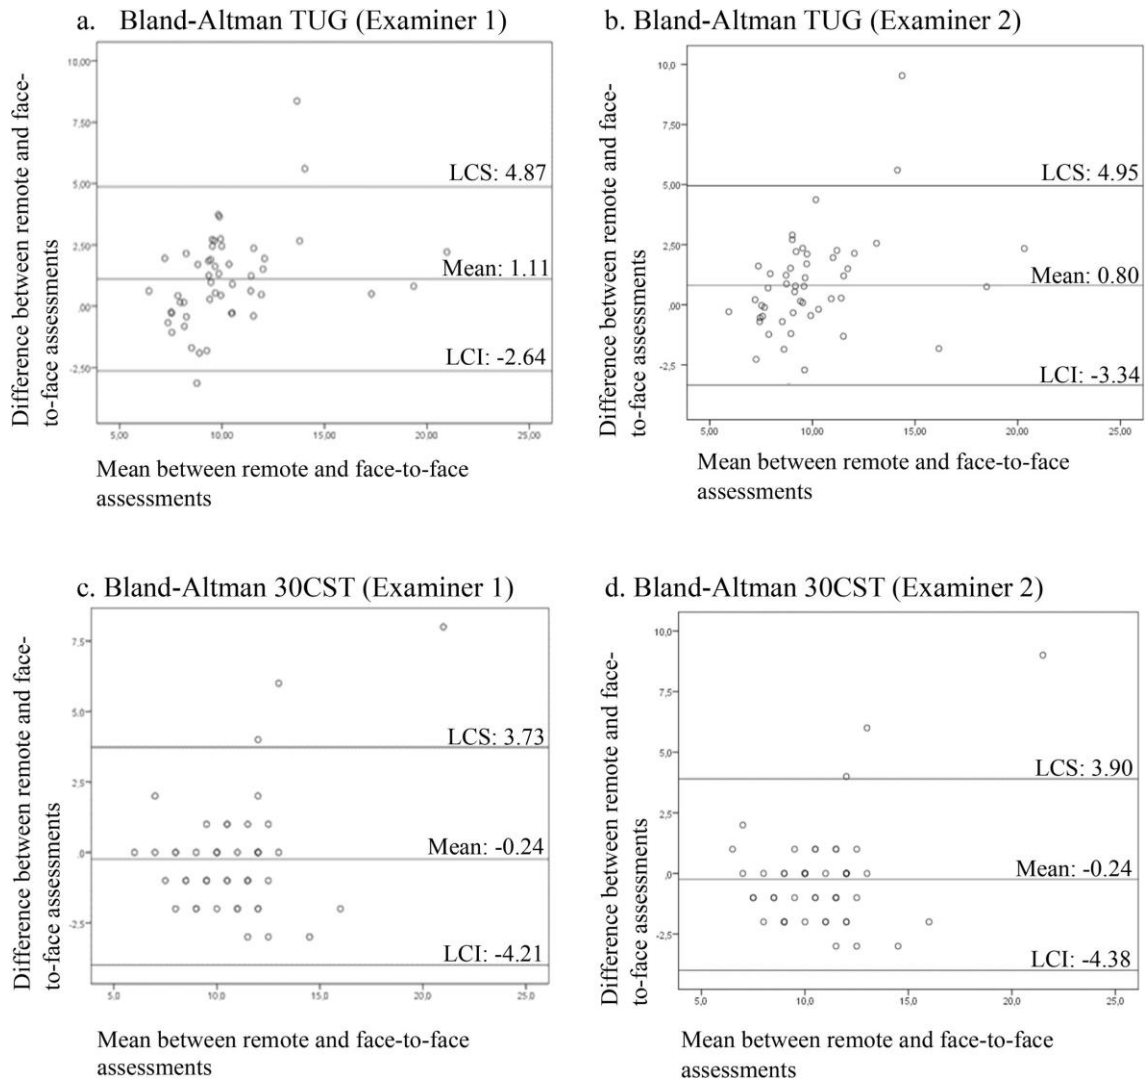 a. Bland-Altman TUG (Examiner 1)
Difference between remote and face-
to-face assessments
10,00
7,50
5,00
2,50
,00
-2,50
LCS: 4.87
Mean: 1.11
LCI: -2.64
5,00 10,00 15,00 20,00 25,00
Mean between remote and face-to-face
assessments
b. Bland-Altman TUG (Examiner 2)
Difference between remote and face-
to-face assessments
10,0
7,50
5,00
2,50
,00
-2,5
LCS: 4.95
Mean: 0.80
LCI: -3.34
5,00 10,00 15,00 20,00 25,00
Mean between remote and face-to-face
assessments
c. Bland-Altman 30CST (Examiner 1)
Difference between remote and face-
to-face assessments
7,5
5,0
2,5
,0
-2,5
LCS: 3.73
Mean: -0.24
LCI: -4.21
5,0 10,0 15,0 20,0 25,0
Mean between remote and face-to-face
assessments
d. Bland-Altman 30CST (Examiner 2)
Difference between remote and face-
to-face assessments
10,0
7,5
5,0
2,5
,0
-2,5
LCS: 3.90
Mean: -0.24
LCI: -4.38
5,0 10,0 15,0 20,0 25,0
Mean between remote and face-to-face
assessments